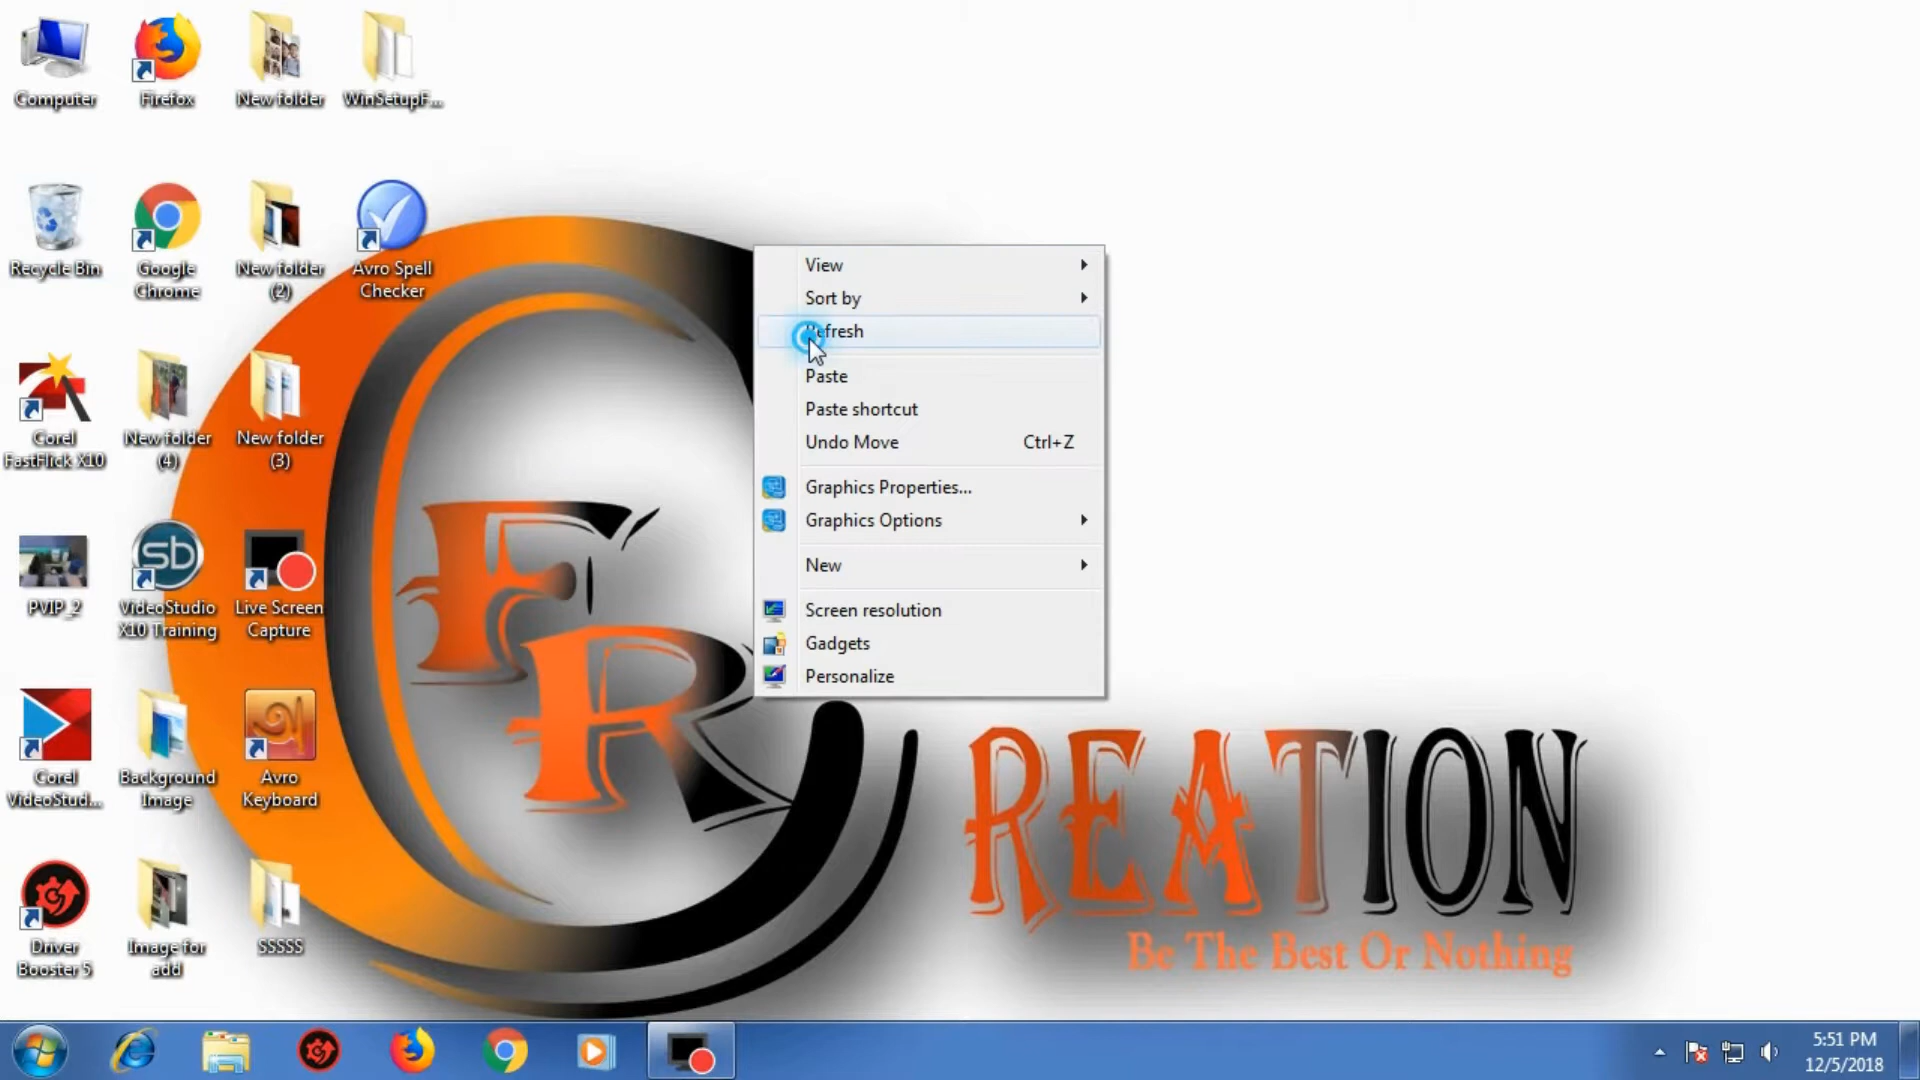 Computer
Firefox
New folder
WinSetupF...
Recycle Bin
Google
Chrome
New folder
(2)
Avro Spell
Checker
Corel
FastFlick X10
New folder
(4)
New folder
(3)
PVIP_2
VideoStudio
X10 Training
Live Screen
Capture
Corel
VideoStud...
Background
Image
Avro
Keyboard
Driver
Booster 5
Image for
add
SSSSS
sb
View
Sort by
Refresh
Paste
Paste shortcut
Undo Move Ctrl+Z
Graphics Properties...
Graphics Options
New
Screen resolution
Gadgets
Personalize
C
F
R
REATION
Be The Best Or Nothing
5:51 PM
12/5/2018